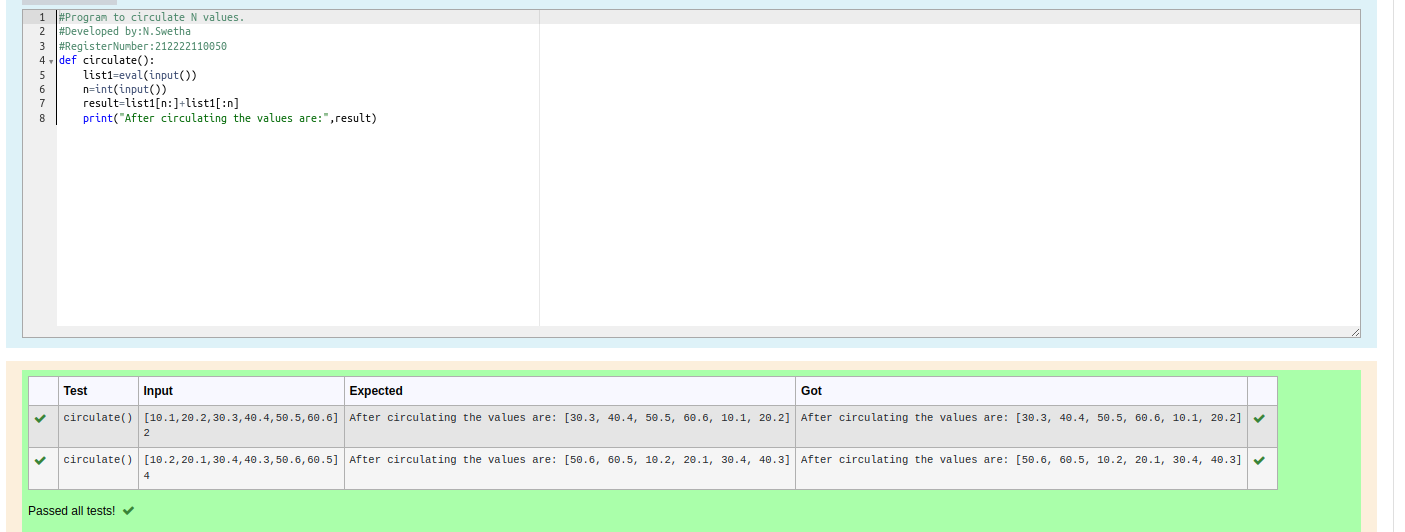 1 #Program to circulate N values.
2 #Developed by:N.Swetha
3 #RegisterNumber:212222110050
4 def circulate():
5     list1=eval(input())
6     n=int(input())
7     result=list1[n:]+list1[:n]
8     print("After circulating the values are:",result)
Test Input Expected Got
circulate() [10.1,20.2,30.3,40.4,50.5,60.6] After circulating the values are: [30.3, 40.4, 50.5, 60.6, 10.1, 20.2] After circulating the values are: [30.3, 40.4, 50.5, 60.6, 10.1, 20.2]
2
circulate() [10.2,20.1,30.4,40.3,50.6,60.5] After circulating the values are: [50.6, 60.5, 10.2, 20.1, 30.4, 40.3] After circulating the values are: [50.6, 60.5, 10.2, 20.1, 30.4, 40.3]
4
Passed all tests!